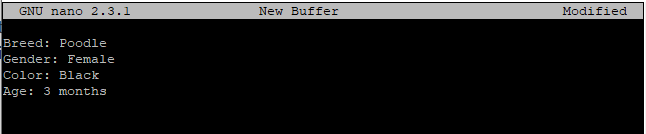 GNU nano 2.3.1 New Buffer Modified
Breed: Poodle
Gender: Female
Color: Black
Age: 3 months